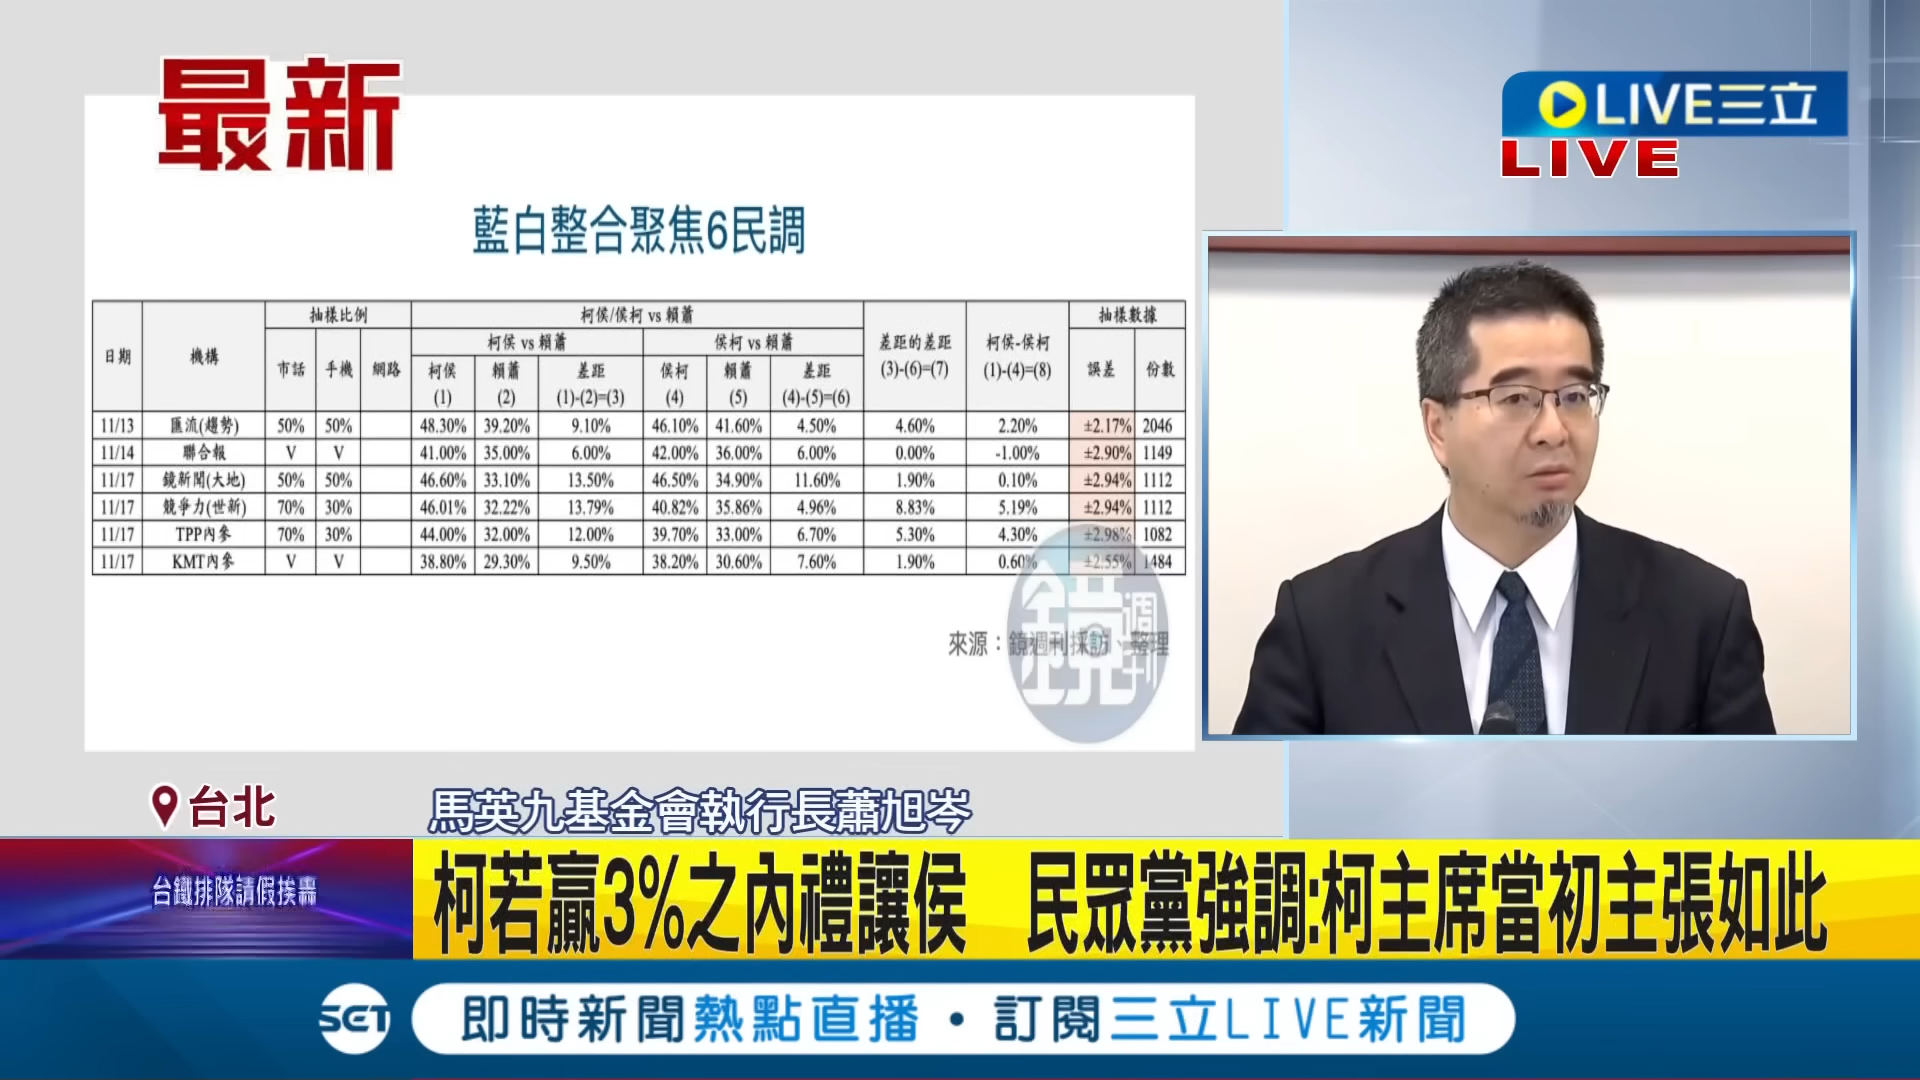 最新
LIVE三立
LIVE
藍白整合聚焦6民調
日期 機構 抽樣比例 柯侯/侯柯 vs 賴蕭 差距的差距 (3)-(6)=(7) 柯侯-侯柯 (1)-(4)=(8) 抽樣數據
柯侯 vs 賴蕭 侯柯 vs 賴蕭
市話 手機 網路 柯侯 (1) 賴蕭 (2) 差距 (1)-(2)=(3) 侯柯 (4) 賴蕭 (5) 差距 (4)-(5)=(6) 誤差 份數
11/13 匯流(趨勢) 50% 50% 48.30% 39.20% 9.10% 46.10% 41.60% 4.50% 4.60% 2.20% ±2.17% 2046
11/14 聯合報 V V 41.00% 35.00% 6.00% 42.00% 36.00% 6.00% 0.00% -1.00% ±2.90% 1149
11/17 鏡新聞(大地) 50% 50% 46.60% 33.10% 13.50% 46.50% 34.90% 11.60% 1.90% 0.10% ±2.94% 1112
11/17 競爭力(世新) 70% 30% 46.01% 32.22% 13.79% 40.82% 35.86% 4.96% 8.83% 5.19% ±2.94% 1112
11/17 TPP內參 70% 30% 44.00% 32.00% 12.00% 39.70% 33.00% 6.70% 5.30% 4.30% ±2.98% 1082
11/17 KMT內參 V V 38.80% 29.30% 9.50% 38.20% 30.60% 7.60% 1.90% 0.60% ±2.55% 1484
來源：鏡週刊採訪、整理
鏡週刊
台北
馬英九基金會執行長蕭旭岑
台鐵排隊請假挨轟
柯若贏3%之內禮讓侯 民眾黨強調:柯主席當初主張如此
SET
即時新聞熱點直播・訂閱三立LIVE新聞